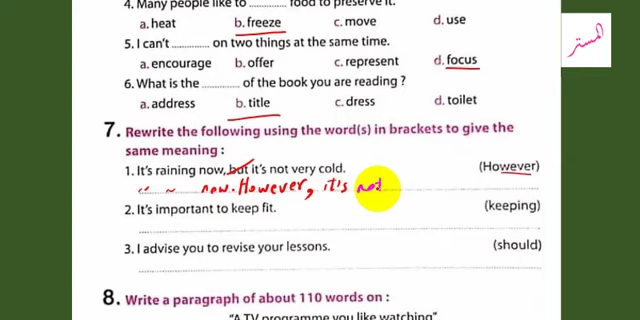 4. Many people like to ............ food to preserve it.
a. heat b. freeze c. move d. use
5. I can't ............ on two things at the same time.
a. encourage b. offer c. represent d. focus
6. What is the ............ of the book you are reading ?
a. address b. title c. dress d. toilet
7. Rewrite the following using the word(s) in brackets to give the
same meaning :
1. It's raining now, but it's not very cold. (However)
" ~ now. However, it's not
2. It's important to keep fit. (keeping)
3. I advise you to revise your lessons. (should)
8. Write a paragraph of about 110 words on :
"A TV programme you like watching"